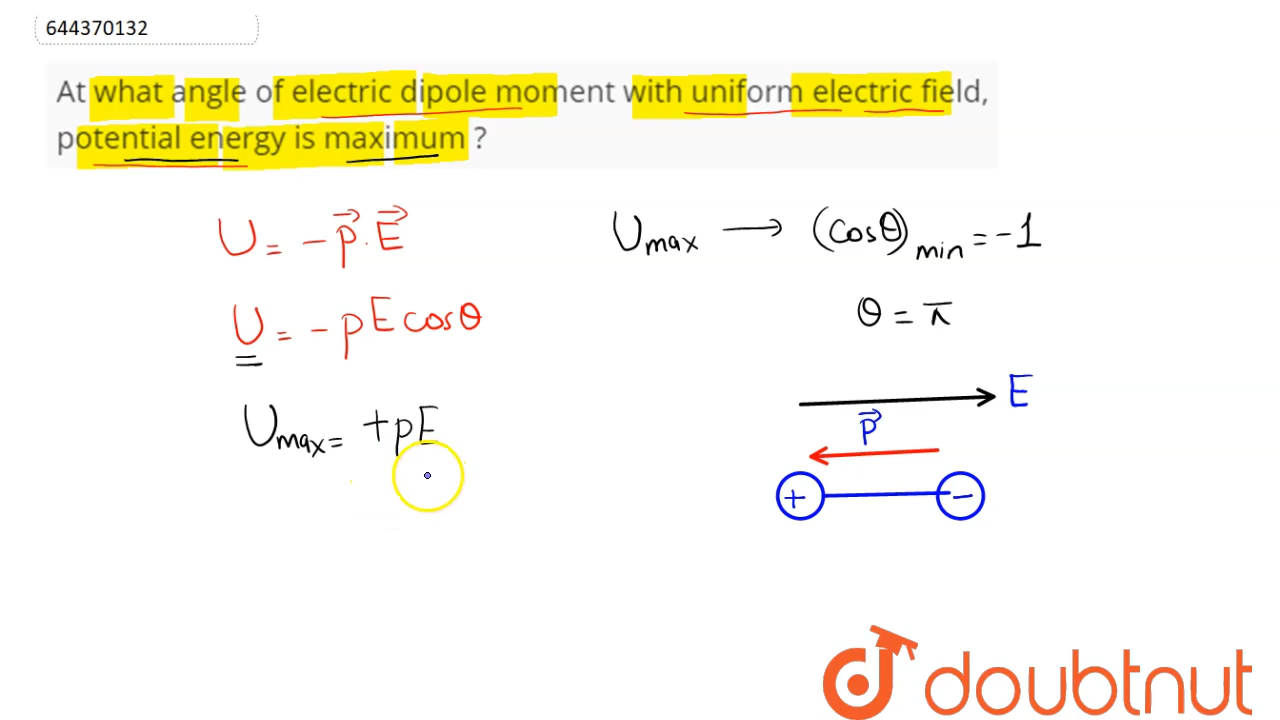 644370132
At what angle of electric dipole moment with uniform electric field,
potential energy is maximum ?
U = -p⃗.E⃗
U = -pE cosθ
Umax = +pE
Umax → (cosθ)min = -1
θ = π
E
p⃗
+ −
doubtnut